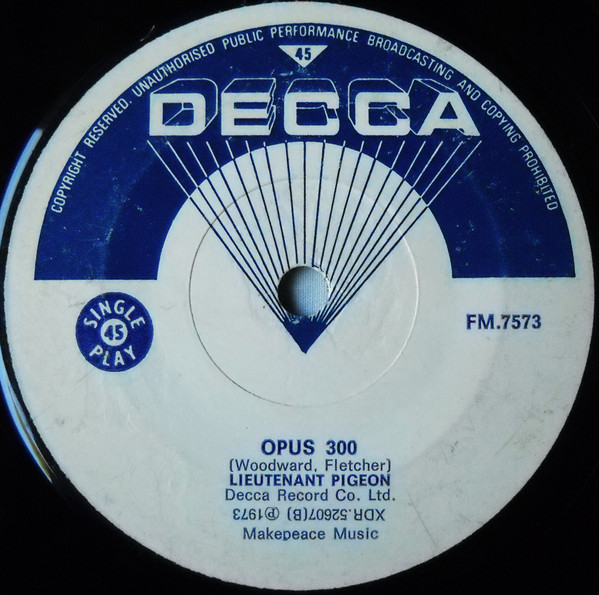 COPYRIGHT RESERVED. UNAUTHORISED PUBLIC PERFORMANCE BROADCASTING AND COPYING PROHIBITED
45
DECCA
SINGLE
45
PLAY
FM.7573
OPUS 300
(Woodward, Fletcher)
LIEUTENANT PIGEON
Decca Record Co. Ltd.
XDR.52607(B) ℗1973
Makepeace Music